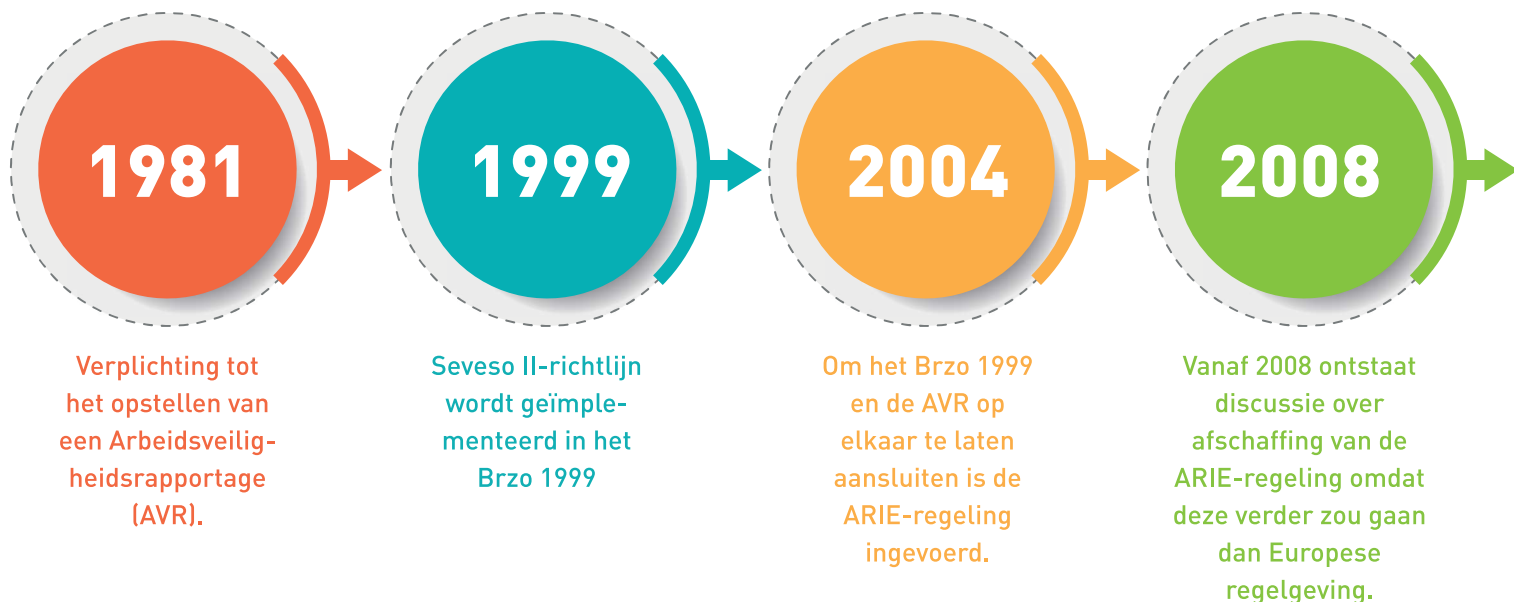 1981
Verplichting tot
het opstellen van
een Arbeidsveilig-
heidsrapportage
(AVR).
1999
Seveso II-richtlijn
wordt geïmple-
menteerd in het
Brzo 1999
2004
Om het Brzo 1999
en de AVR op
elkaar te laten
aansluiten is de
ARIE-regeling
ingevoerd.
2008
Vanaf 2008 ontstaat
discussie over
afschaffing van de
ARIE-regeling omdat
deze verder zou gaan
dan Europese
regelgeving.